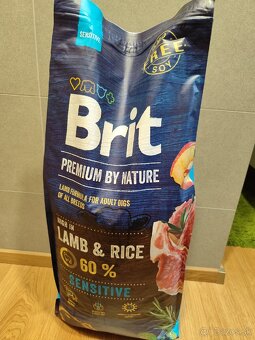 SENSITIVE
FREE
SOY
Brit
PREMIUM BY NATURE
LAMB FORMULA FOR ADULT DOGS
OF ALL BREEDS
LAMB & RICE
60 %
SENSITIVE